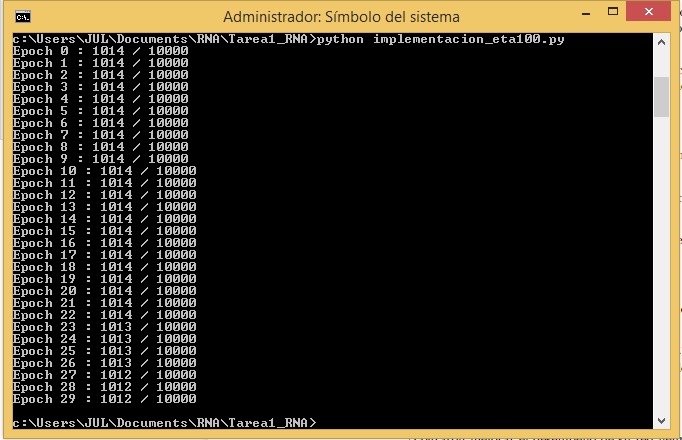 Administrador: Símbolo del sistema
c:\Users\JUL\Documents\RNA\Tarea1_RNA>python implementacion_eta100.py
Epoch 0 : 1014 / 10000
Epoch 1 : 1014 / 10000
Epoch 2 : 1014 / 10000
Epoch 3 : 1014 / 10000
Epoch 4 : 1014 / 10000
Epoch 5 : 1014 / 10000
Epoch 6 : 1014 / 10000
Epoch 7 : 1014 / 10000
Epoch 8 : 1014 / 10000
Epoch 9 : 1014 / 10000
Epoch 10 : 1014 / 10000
Epoch 11 : 1014 / 10000
Epoch 12 : 1014 / 10000
Epoch 13 : 1014 / 10000
Epoch 14 : 1014 / 10000
Epoch 15 : 1014 / 10000
Epoch 16 : 1014 / 10000
Epoch 17 : 1014 / 10000
Epoch 18 : 1014 / 10000
Epoch 19 : 1014 / 10000
Epoch 20 : 1014 / 10000
Epoch 21 : 1014 / 10000
Epoch 22 : 1014 / 10000
Epoch 23 : 1013 / 10000
Epoch 24 : 1013 / 10000
Epoch 25 : 1013 / 10000
Epoch 26 : 1013 / 10000
Epoch 27 : 1012 / 10000
Epoch 28 : 1012 / 10000
Epoch 29 : 1012 / 10000
c:\Users\JUL\Documents\RNA\Tarea1_RNA>